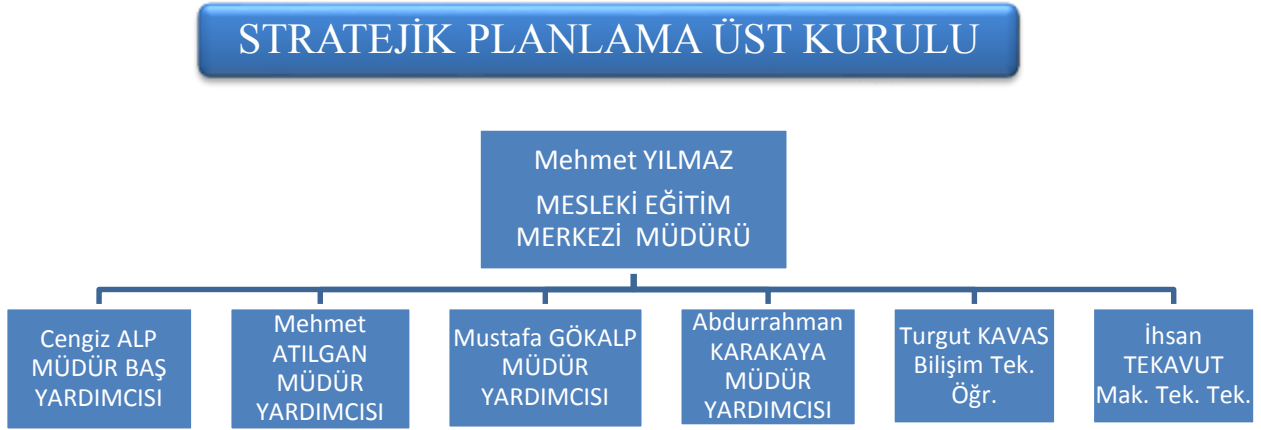 STRATEJİK PLANLAMA ÜST KURULU
Mehmet YILMAZ
MESLEKİ EĞİTİM
MERKEZİ  MÜDÜRÜ
Cengiz ALP
MÜDÜR BAŞ
YARDIMCISI
Mehmet
ATILGAN
MÜDÜR
YARDIMCISI
Mustafa GÖKALP
MÜDÜR
YARDIMCISI
Abdurrahman
KARAKAYA
MÜDÜR
YARDIMCISI
Turgut KAVAS
Bilişim Tek.
Öğr.
İhsan
TEKAVUT
Mak. Tek. Tek.